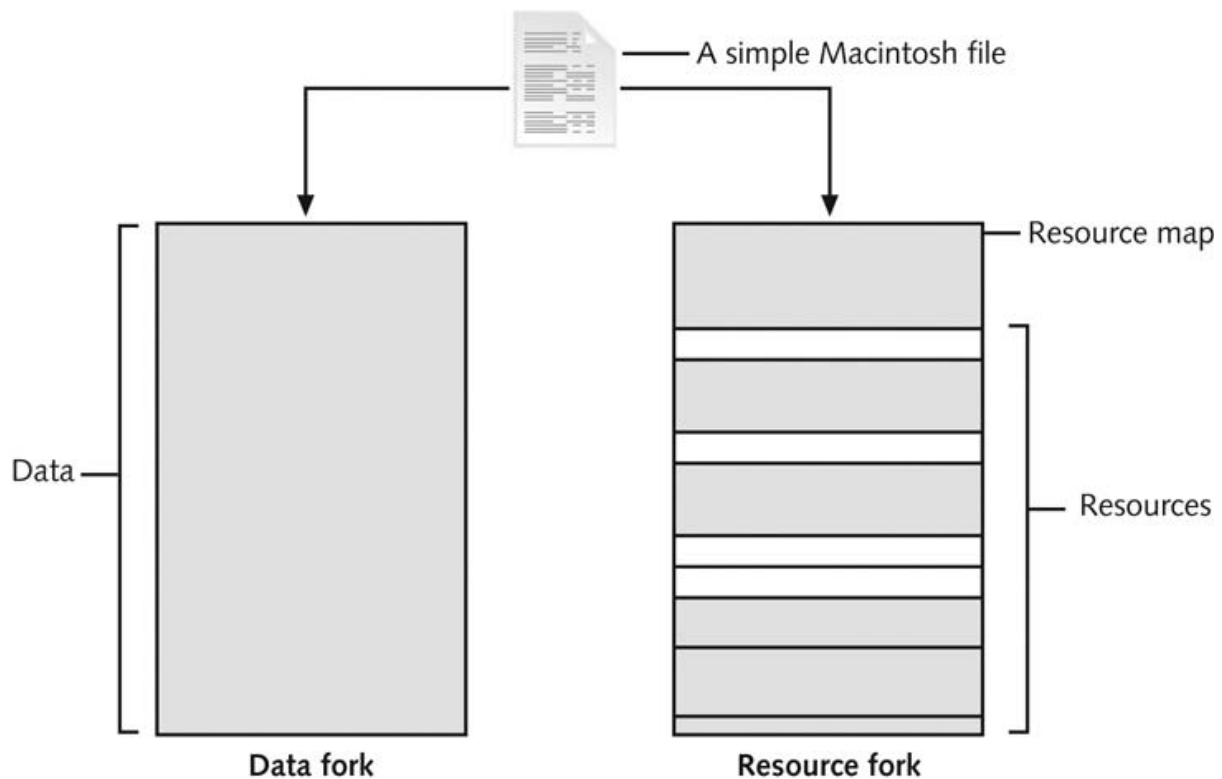 A simple Macintosh file
Resource map
Data
Resources
Data fork
Resource fork